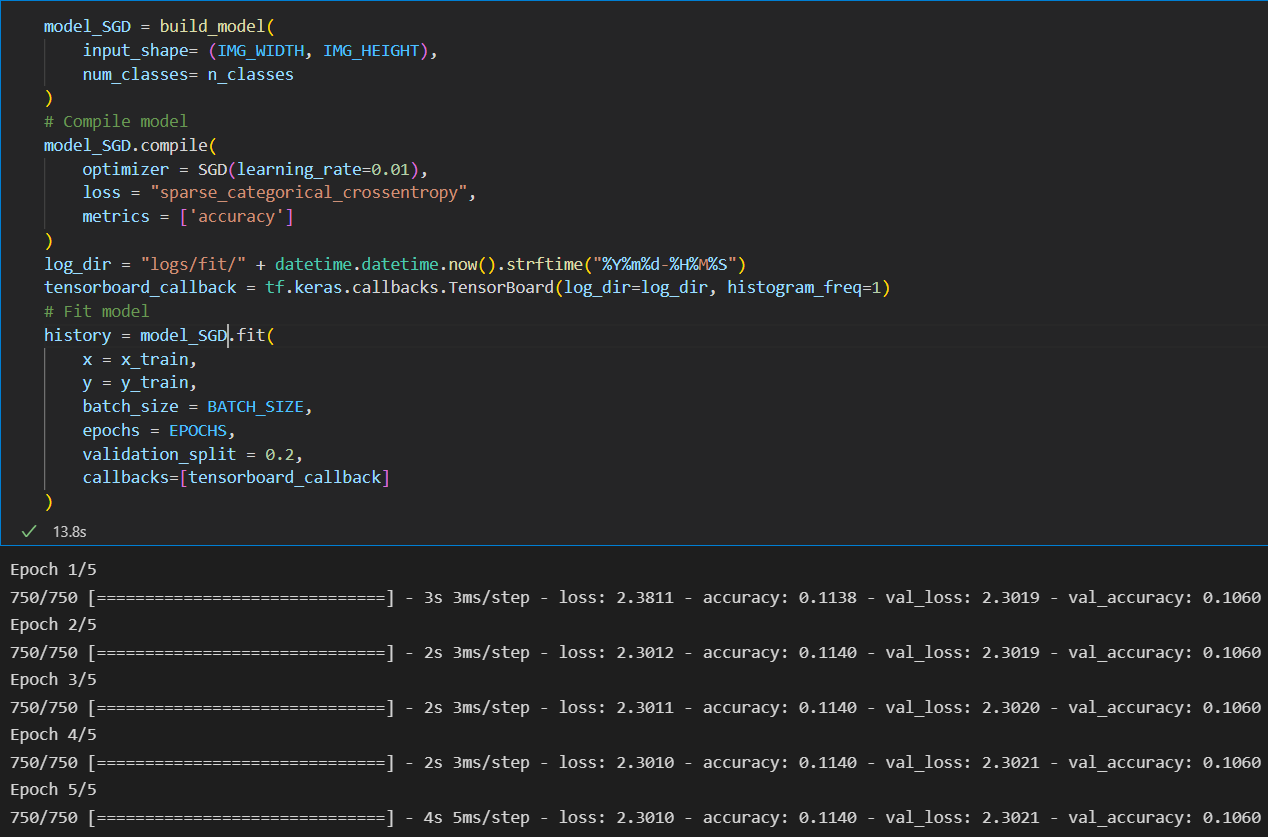 model_SGD = build_model(
    input_shape= (IMG_WIDTH, IMG_HEIGHT),
    num_classes= n_classes
)
# Compile model
model_SGD.compile(
    optimizer = SGD(learning_rate=0.01),
    loss = "sparse_categorical_crossentropy",
    metrics = ['accuracy']
)
log_dir = "logs/fit/" + datetime.datetime.now().strftime("%Y%m%d-%H%M%S")
tensorboard_callback = tf.keras.callbacks.TensorBoard(log_dir=log_dir, histogram_freq=1)
# Fit model
history = model_SGD.fit(
    x = x_train,
    y = y_train,
    batch_size = BATCH_SIZE,
    epochs = EPOCHS,
    validation_split = 0.2,
    callbacks=[tensorboard_callback]
)
✓ 13.8s
Epoch 1/5
750/750 [==============================] - 3s 3ms/step - loss: 2.3811 - accuracy: 0.1138 - val_loss: 2.3019 - val_accuracy: 0.1060
Epoch 2/5
750/750 [==============================] - 2s 3ms/step - loss: 2.3012 - accuracy: 0.1140 - val_loss: 2.3019 - val_accuracy: 0.1060
Epoch 3/5
750/750 [==============================] - 2s 3ms/step - loss: 2.3011 - accuracy: 0.1140 - val_loss: 2.3020 - val_accuracy: 0.1060
Epoch 4/5
750/750 [==============================] - 2s 3ms/step - loss: 2.3010 - accuracy: 0.1140 - val_loss: 2.3021 - val_accuracy: 0.1060
Epoch 5/5
750/750 [==============================] - 4s 5ms/step - loss: 2.3010 - accuracy: 0.1140 - val_loss: 2.3021 - val_accuracy: 0.1060